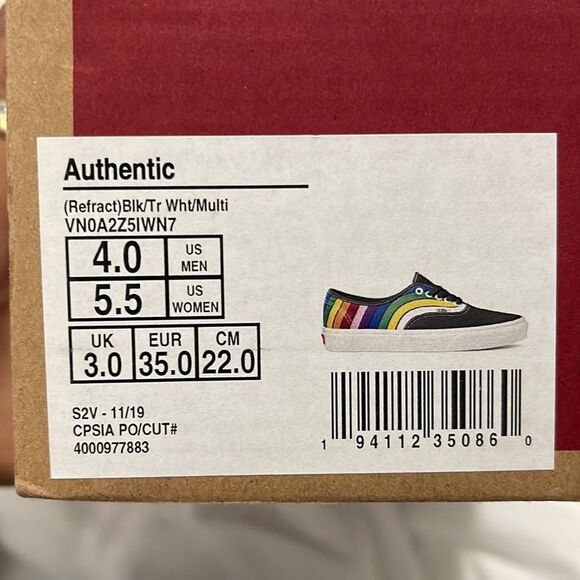 Authentic
(Refract)Blk/Tr Wht/Multi
VN0A2Z5IWN7
4.0 US MEN
5.5 US WOMEN
UK EUR CM
3.0 35.0 22.0
S2V - 11/19
CPSIA PO/CUT#
4000977883
1 94112 35086 0